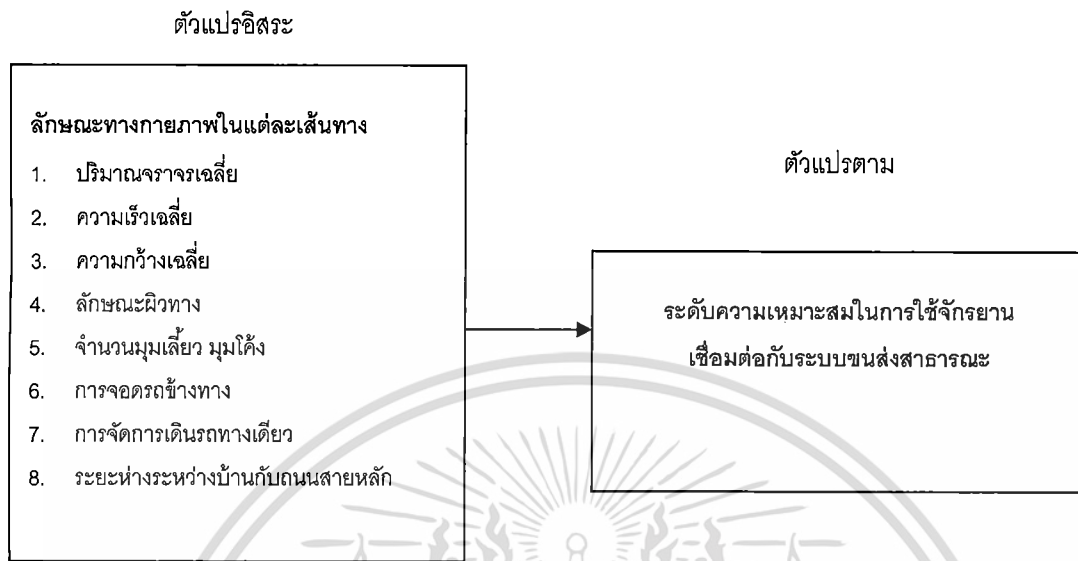 ตัวแปรอิสระ
ลักษณะทางกายภาพในแต่ละเส้นทาง
1. ปริมาณจราจรเฉลี่ย
2. ความเร็วเฉลี่ย
3. ความกว้างเฉลี่ย
4. ลักษณะผิวทาง
5. จำนวนมุมเลี้ยว มุมโค้ง
6. การจอดรถข้างทาง
7. การจัดการเดินรถทางเดียว
8. ระยะห่างระหว่างบ้านกับถนนสายหลัก
ตัวแปรตาม
ระดับความเหมาะสมในการใช้จักรยาน
เชื่อมต่อกับระบบขนส่งสาธารณะ